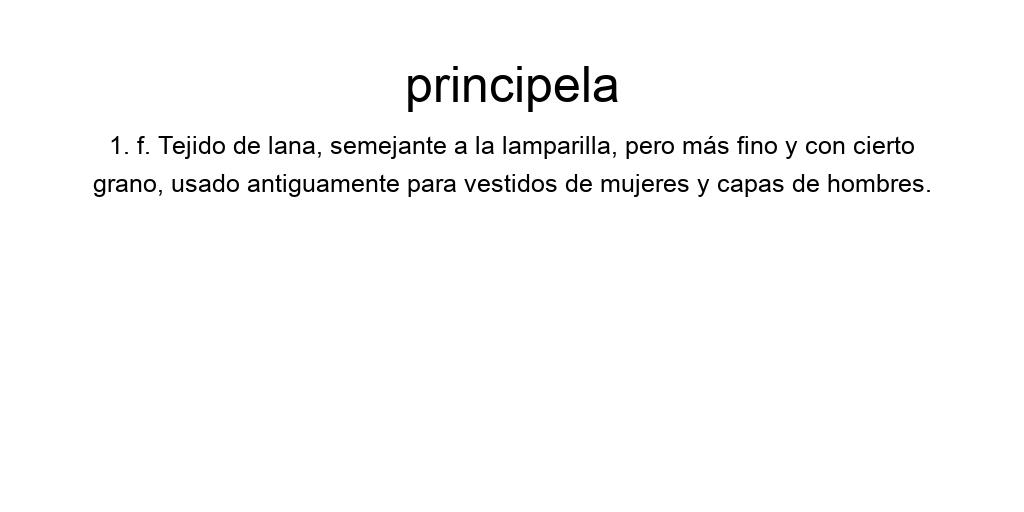 principela
1. f. Tejido de lana, semejante a la lamparilla, pero más fino y con cierto
grano, usado antiguamente para vestidos de mujeres y capas de hombres.